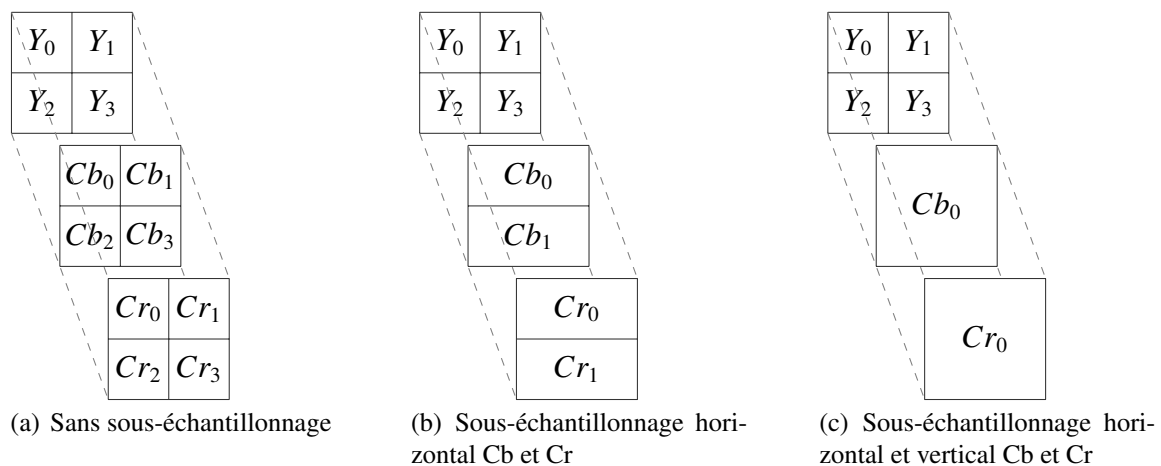 Y₀ Y₁
Y₂ Y₃
Cb₀ Cb₁
Cb₂ Cb₃
Cr₀ Cr₁
Cr₂ Cr₃
(a) Sans sous-échantillonnage
Y₀ Y₁
Y₂ Y₃
Cb₀
Cb₁
Cr₀
Cr₁
(b) Sous-échantillonnage hori-
zontal Cb et Cr
Y₀ Y₁
Y₂ Y₃
Cb₀
Cr₀
(c) Sous-échantillonnage hori-
zontal et vertical Cb et Cr